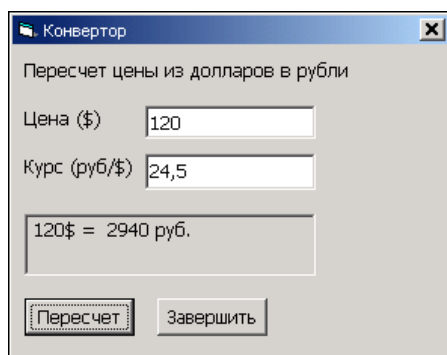 Конвертор
Пересчет цены из долларов в рубли
Цена ($) 120
Курс (руб/$) 24,5
120$ = 2940 руб.
Пересчет Завершить